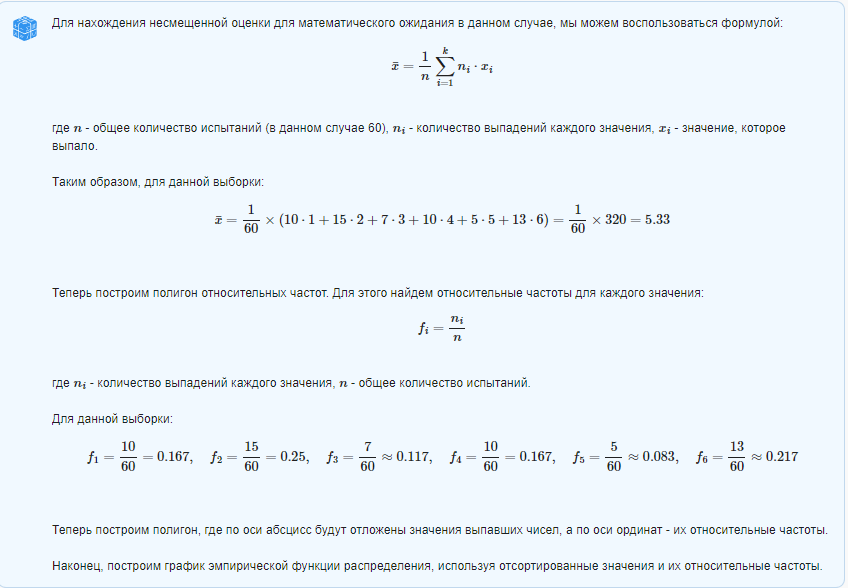 Для нахождения несмещенной оценки для математического ожидания в данном случае, мы можем воспользоваться формулой:
x̄ = 1/n ∑_{i=1}^{k} n_i · x_i
где n - общее количество испытаний (в данном случае 60), n_i - количество выпадений каждого значения, x_i - значение, которое
выпало.
Таким образом, для данной выборки:
x̄ = 1/60 × (10 · 1 + 15 · 2 + 7 · 3 + 10 · 4 + 5 · 5 + 13 · 6) = 1/60 × 320 = 5.33
Теперь построим полигон относительных частот. Для этого найдем относительные частоты для каждого значения:
f_i = n_i/n
где n_i - количество выпадений каждого значения, n - общее количество испытаний.
Для данной выборки:
f_1 = 10/60 = 0.167, f_2 = 15/60 = 0.25, f_3 = 7/60 ≈ 0.117, f_4 = 10/60 = 0.167, f_5 = 5/60 ≈ 0.083, f_6 = 13/60 ≈ 0.217
Теперь построим полигон, где по оси абсцисс будут отложены значения выпавших чисел, а по оси ординат - их относительные частоты.
Наконец, построим график эмпирической функции распределения, используя отсортированные значения и их относительные частоты.